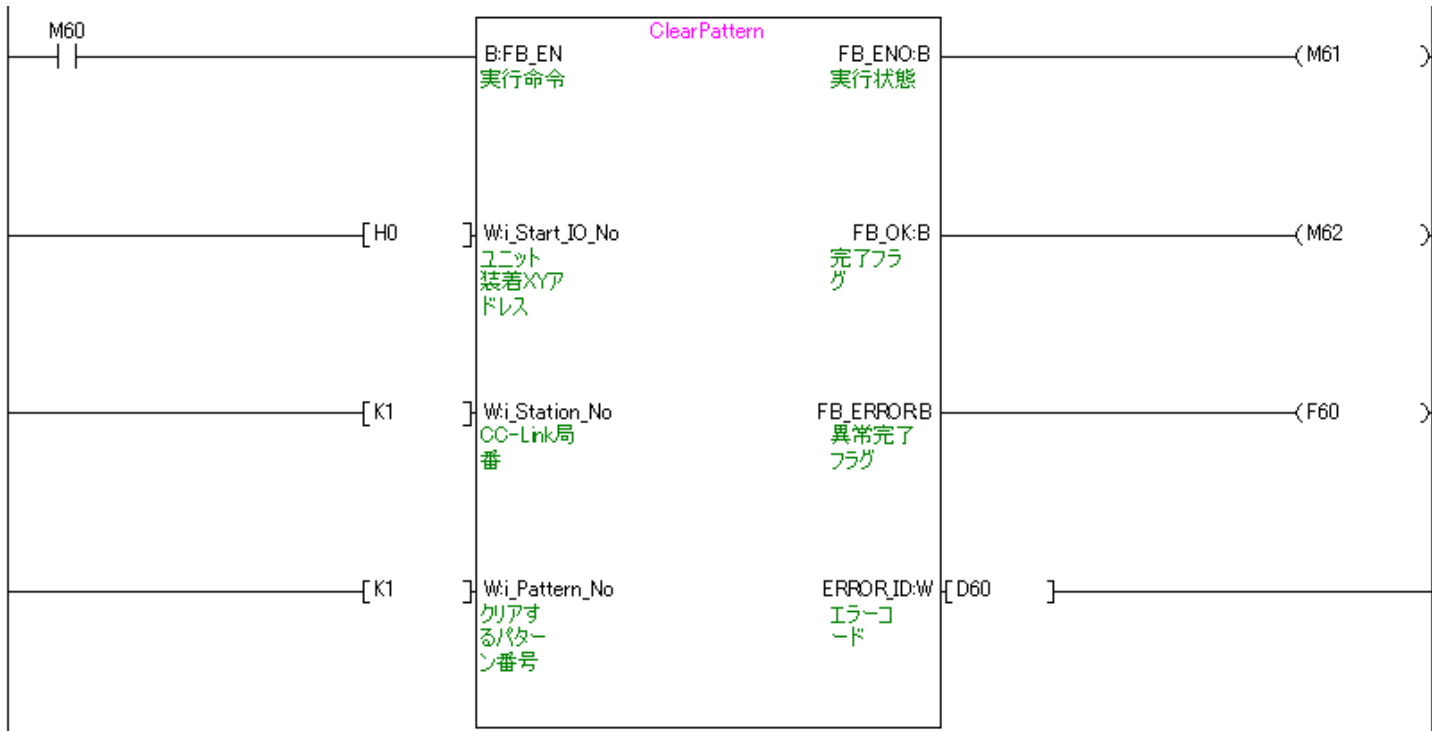 M60
ClearPattern
B:FB_EN
実行命令
FB_ENO:B
実行状態
M61
H0
W:i_Start_IO_No
ユニット
装着XYア
ドレス
FB_OK:B
完了フラ
グ
M62
K1
W:i_Station_No
CC-Link局
番
FB_ERROR:B
異常完了
フラグ
F60
K1
W:i_Pattern_No
クリアす
るパター
ン番号
ERROR_ID:W
エラーコ
ード
D60